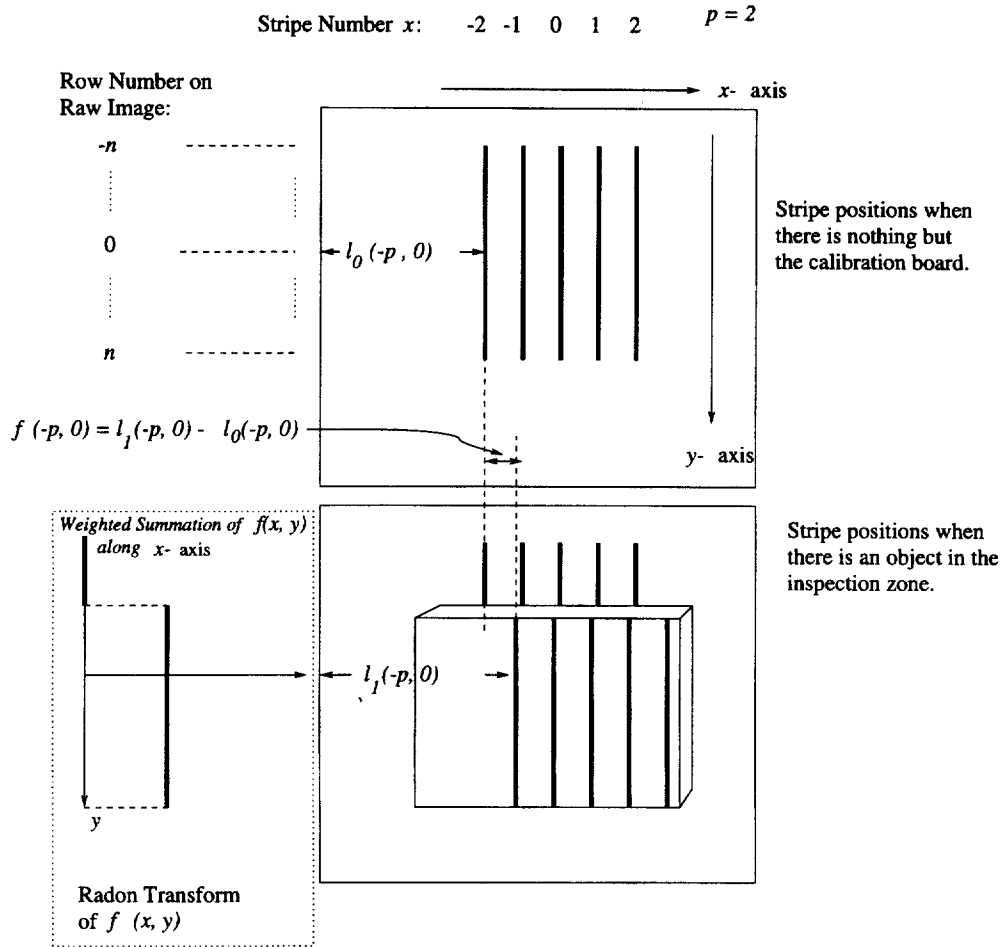 Stripe Number x: -2 -1 0 1 2 p = 2
Row Number on
Raw Image:
x- axis
-n
0
n
l0 (-p , 0)
Stripe positions when
there is nothing but
the calibration board.
f (-p, 0) = l1(-p, 0) - l0(-p, 0)
y- axis
Weighted Summation of f(x, y)
along x- axis
Stripe positions when
there is an object in the
inspection zone.
l1(-p, 0)
y
Radon Transform
of f (x, y)